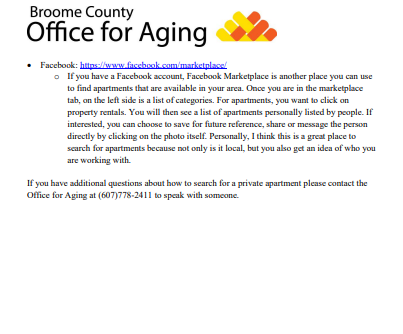 Broome County
Office for Aging
• Facebook: https://www.facebook.com/marketplace/
o If you have a Facebook account, Facebook Marketplace is another place you can use
to find apartments that are available in your area. Once you are in the marketplace
tab, on the left side is a list of categories. For apartments, you want to click on
property rentals. You will then see a list of apartments personally listed by people. If
interested, you can choose to save for future reference, share or message the person
directly by clicking on the photo itself. Personally, I think this is a great place to
search for apartments because not only is it local, but you also get an idea of who you
are working with.
If you have additional questions about how to search for a private apartment please contact the
Office for Aging at (607)778-2411 to speak with someone.